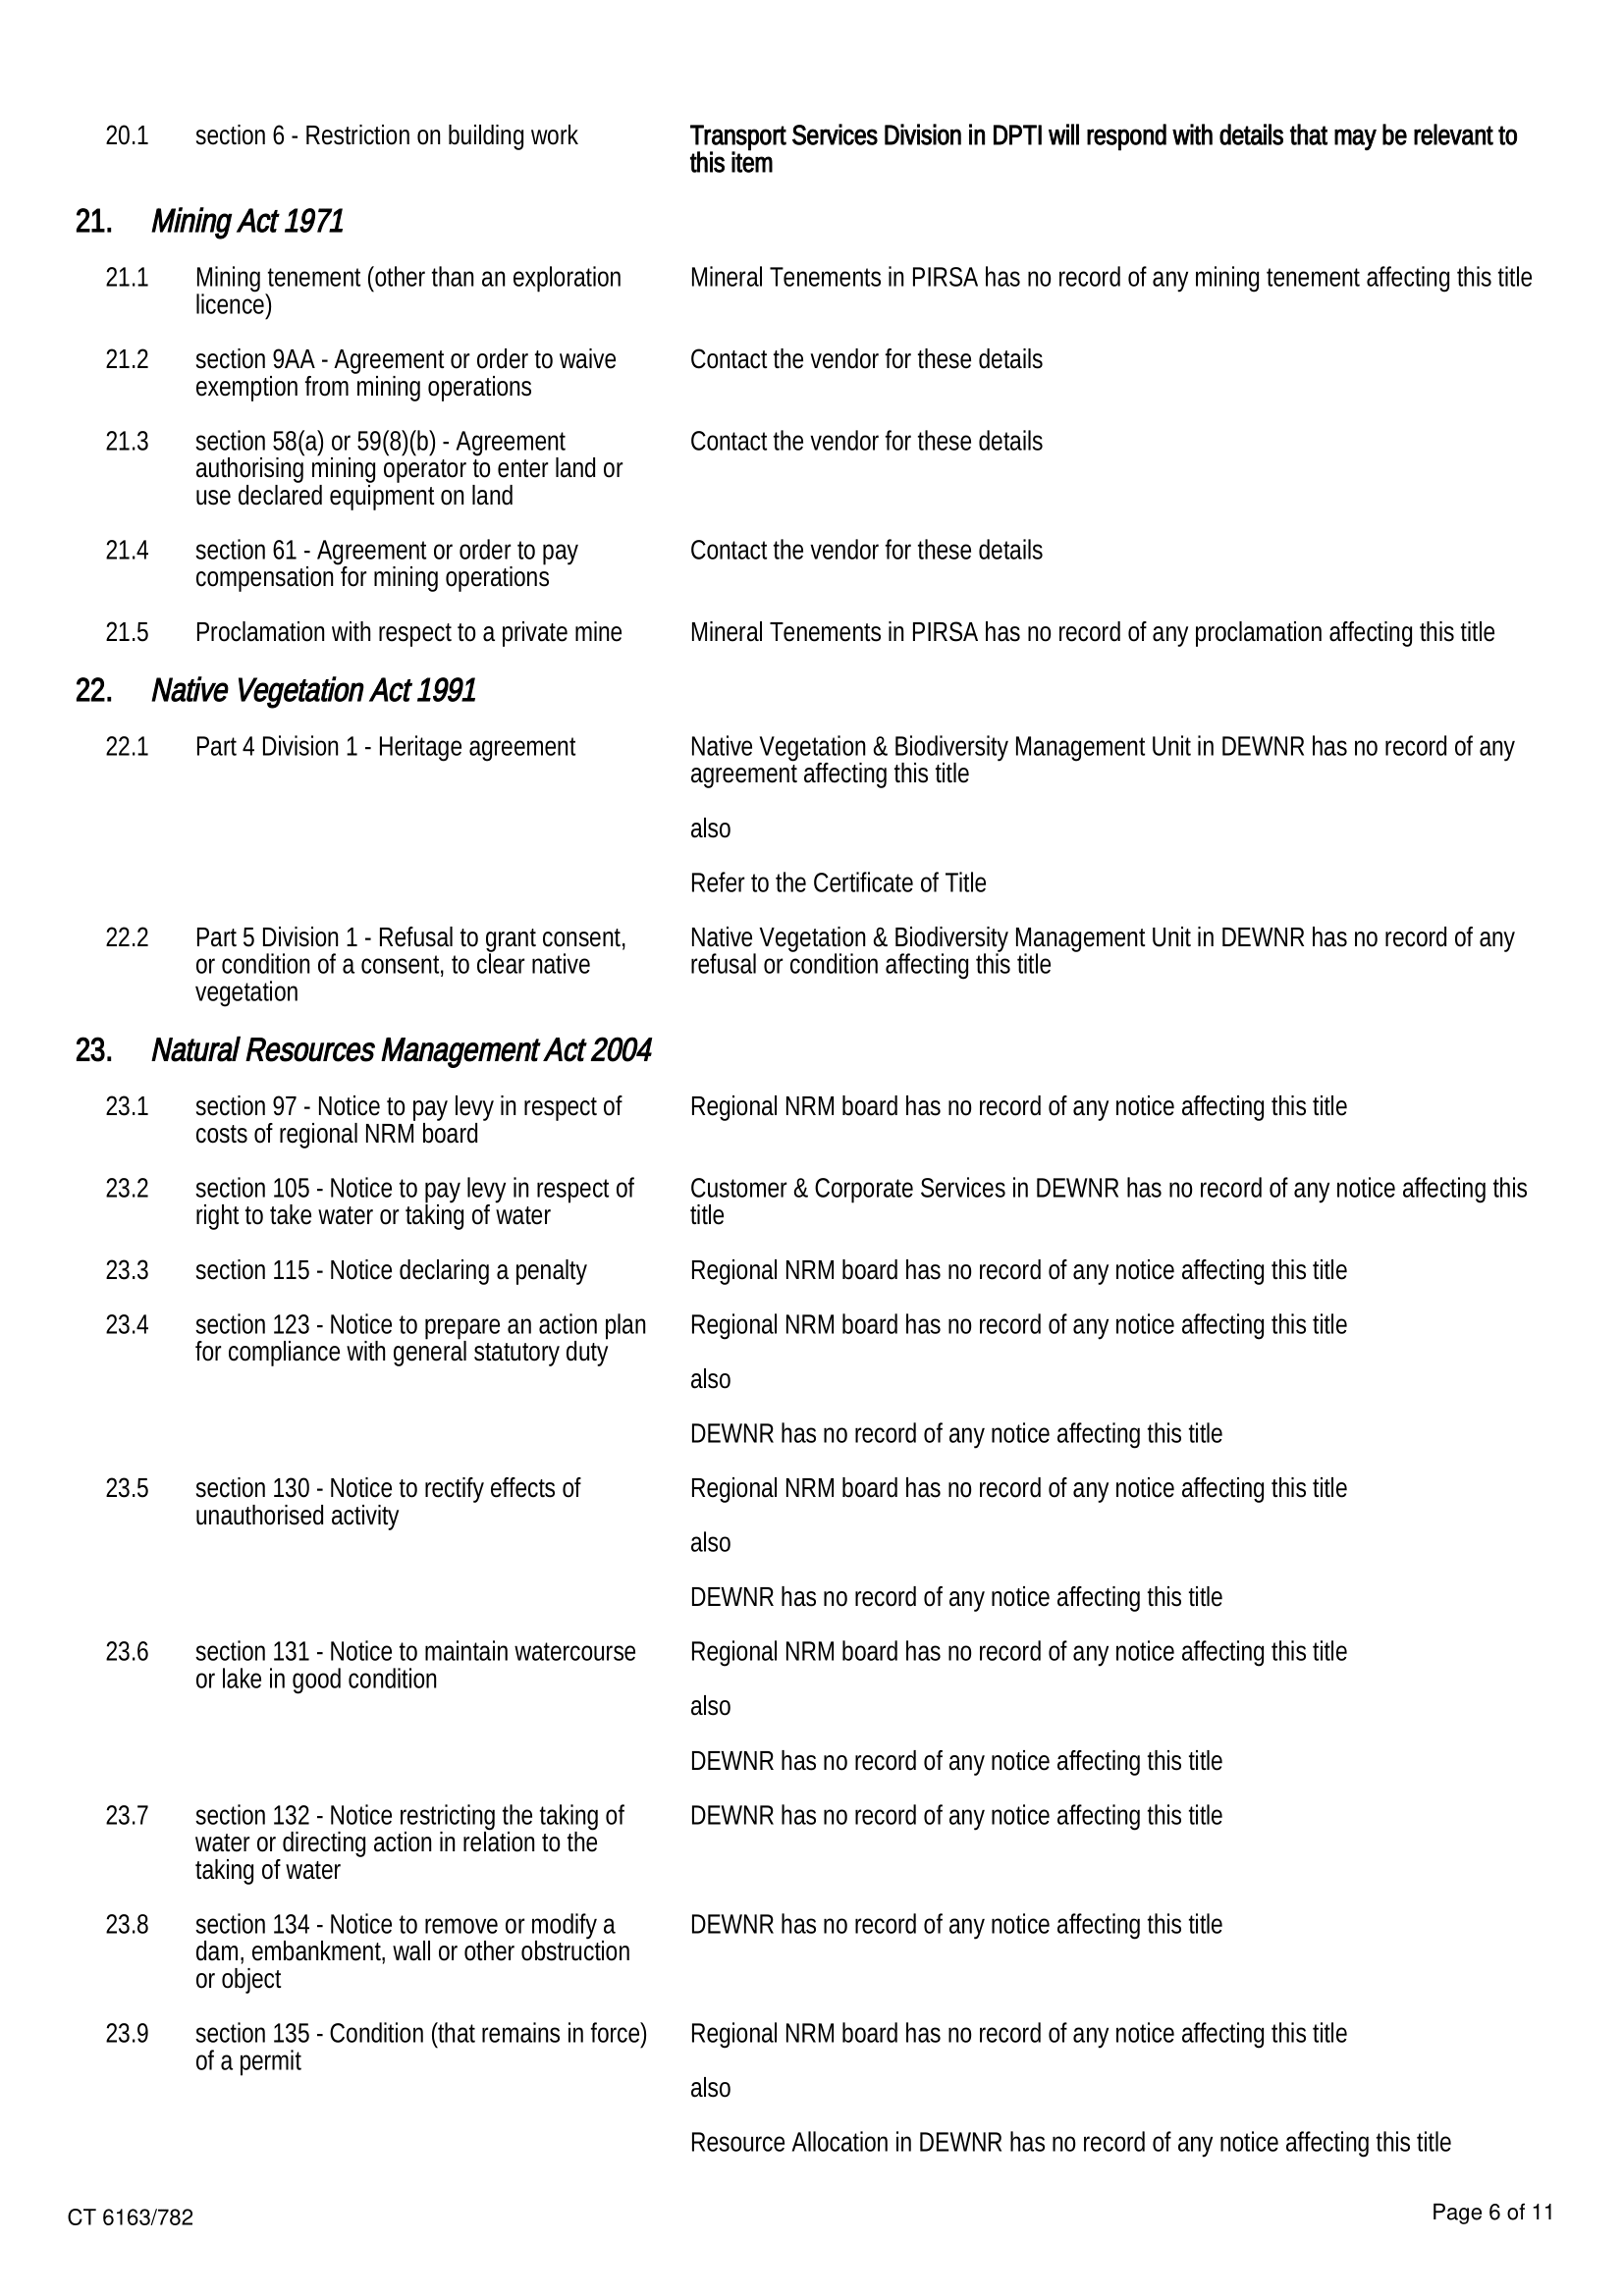 20.1 section 6 - Restriction on building work Transport Services Division in DPTI will respond with details that may be relevant to
this item
21. Mining Act 1971
21.1 Mining tenement (other than an exploration Mineral Tenements in PIRSA has no record of any mining tenement affecting this title
licence)
21.2 section 9AA - Agreement or order to waive Contact the vendor for these details
exemption from mining operations
21.3 section 58(a) or 59(8)(b) - Agreement Contact the vendor for these details
authorising mining operator to enter land or
use declared equipment on land
21.4 section 61 - Agreement or order to pay Contact the vendor for these details
compensation for mining operations
21.5 Proclamation with respect to a private mine Mineral Tenements in PIRSA has no record of any proclamation affecting this title
22. Native Vegetation Act 1991
22.1 Part 4 Division 1 - Heritage agreement Native Vegetation & Biodiversity Management Unit in DEWNR has no record of any
agreement affecting this title
also
Refer to the Certificate of Title
22.2 Part 5 Division 1 - Refusal to grant consent, Native Vegetation & Biodiversity Management Unit in DEWNR has no record of any
or condition of a consent, to clear native refusal or condition affecting this title
vegetation
23. Natural Resources Management Act 2004
23.1 section 97 - Notice to pay levy in respect of Regional NRM board has no record of any notice affecting this title
costs of regional NRM board
23.2 section 105 - Notice to pay levy in respect of Customer & Corporate Services in DEWNR has no record of any notice affecting this
right to take water or taking of water title
23.3 section 115 - Notice declaring a penalty Regional NRM board has no record of any notice affecting this title
23.4 section 123 - Notice to prepare an action plan Regional NRM board has no record of any notice affecting this title
for compliance with general statutory duty
also
DEWNR has no record of any notice affecting this title
23.5 section 130 - Notice to rectify effects of Regional NRM board has no record of any notice affecting this title
unauthorised activity
also
DEWNR has no record of any notice affecting this title
23.6 section 131 - Notice to maintain watercourse Regional NRM board has no record of any notice affecting this title
or lake in good condition
also
DEWNR has no record of any notice affecting this title
23.7 section 132 - Notice restricting the taking of DEWNR has no record of any notice affecting this title
water or directing action in relation to the
taking of water
23.8 section 134 - Notice to remove or modify a DEWNR has no record of any notice affecting this title
dam, embankment, wall or other obstruction
or object
23.9 section 135 - Condition (that remains in force) Regional NRM board has no record of any notice affecting this title
of a permit
also
Resource Allocation in DEWNR has no record of any notice affecting this title
CT 6163/782 Page 6 of 11